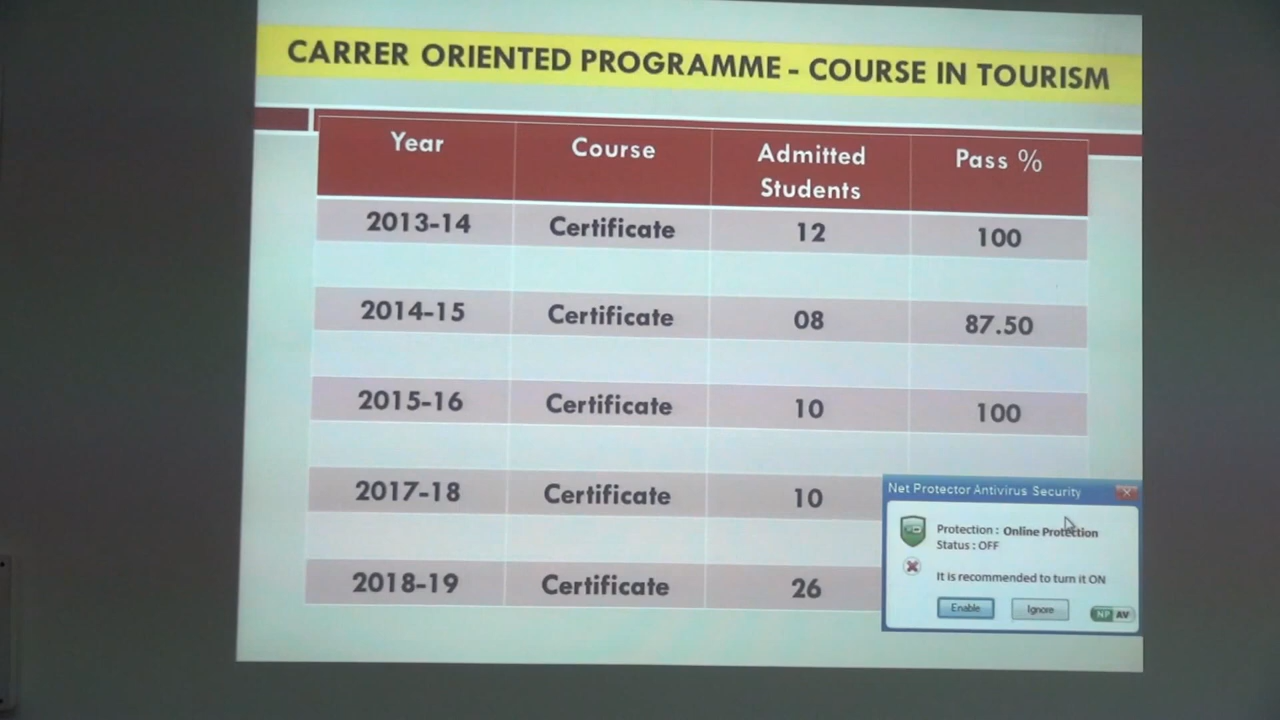 CARRER ORIENTED PROGRAMME - COURSE IN TOURISM
Year Course Admitted Students Pass %
2013-14 Certificate 12 100
2014-15 Certificate 08 87.50
2015-16 Certificate 10 100
2017-18 Certificate 10
2018-19 Certificate 26
Net Protector Antivirus Security
Protection : Online Protection
Status : OFF
It is recommended to turn it ON
Enable Ignore
NP AV